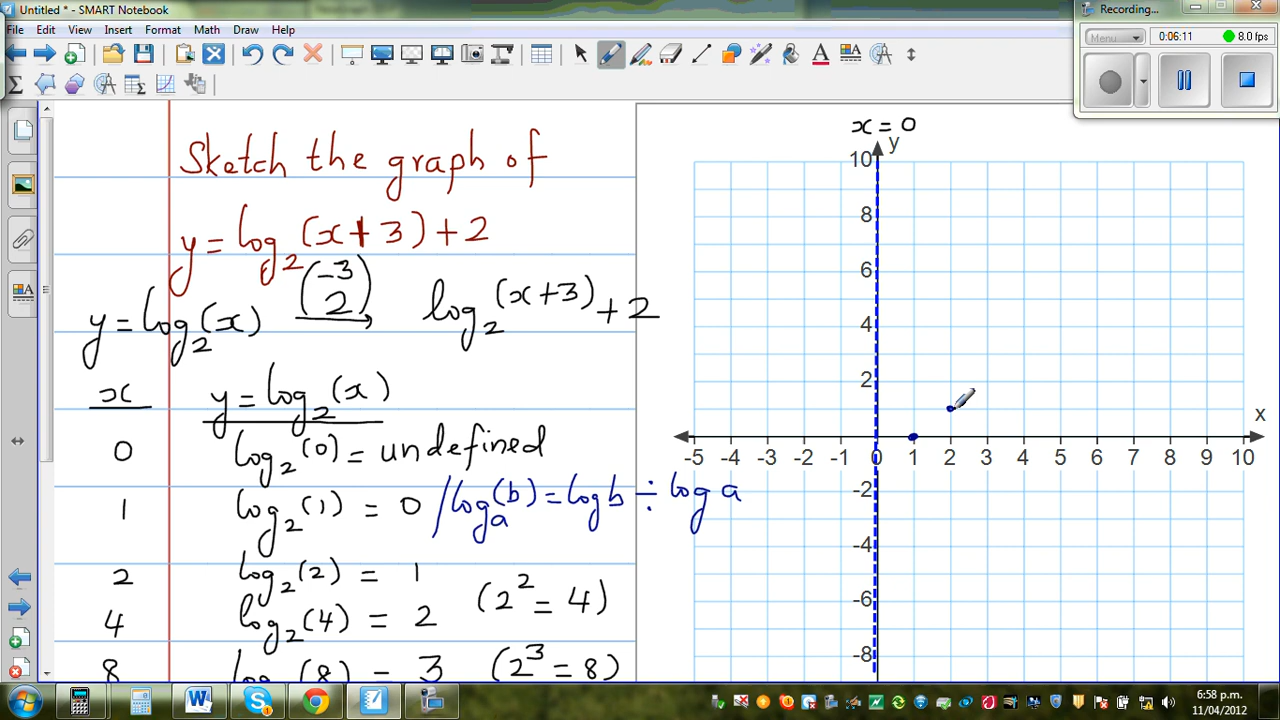 Untitled * - SMART Notebook
File Edit View Insert Format Math Draw Help
Recording...
Menu 0:06:11 8.0 fps
Sketch the graph of
y = log₂(x+3)+2
y = log₂(x) (-3 2) → log₂(x+3)+2
x y = log₂(x)
0 log₂(0) = undefined
1 log₂(1) = 0 / logₐ(b) = log b ÷ log a
2 log₂(2) = 1
4 log₂(4) = 2 (2² = 4)
8 log₂(8) = 3 (2³ = 8)
x = 0
y
10
8
6
4
2
x
-5 -4 -3 -2 -1 0 1 2 3 4 5 6 7 8 9 10
-2
-4
-6
-8
6:58 p.m.
11/04/2012